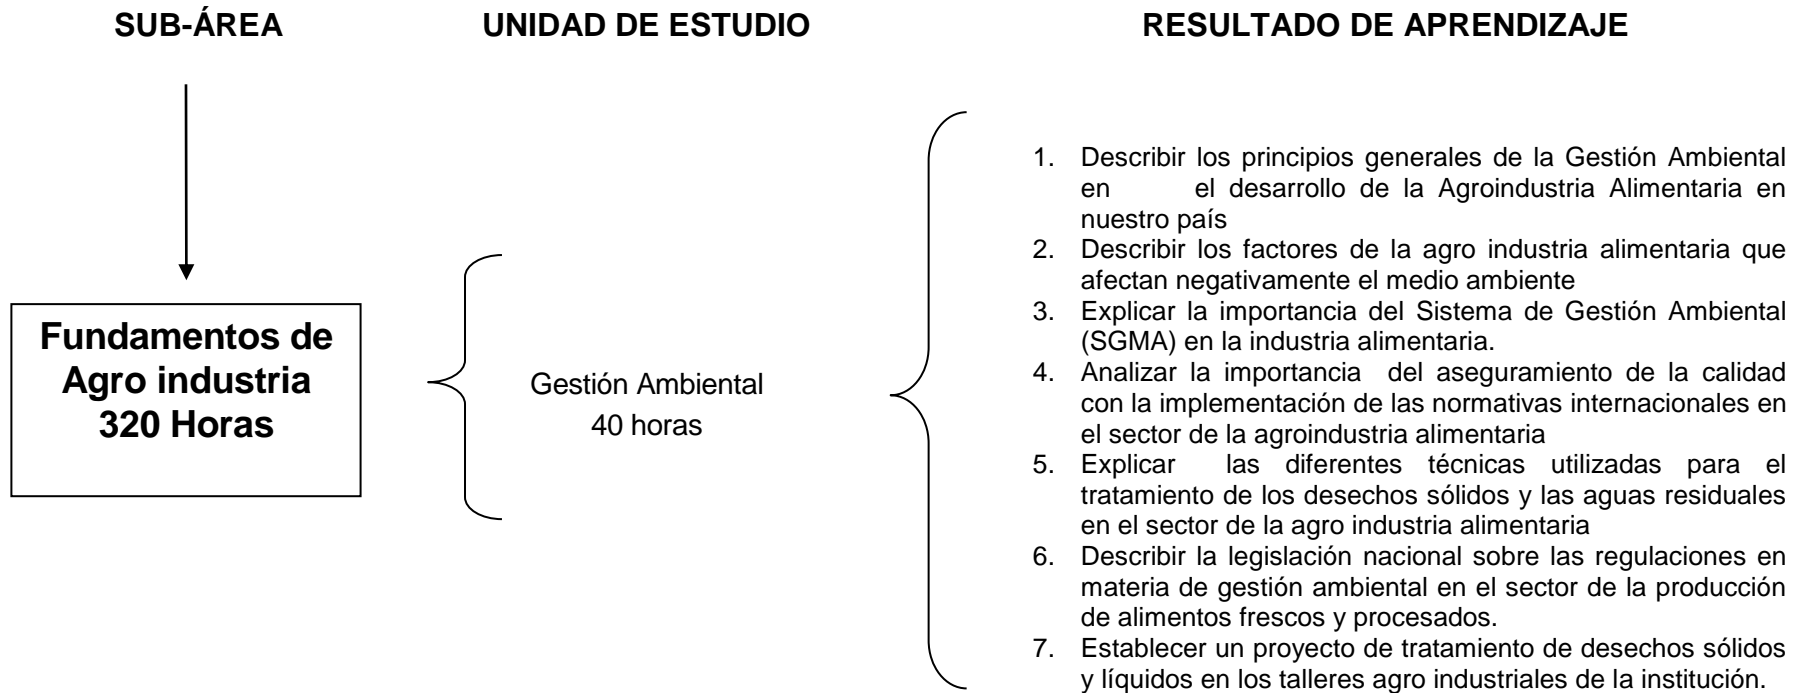 SUB-ÁREA UNIDAD DE ESTUDIO RESULTADO DE APRENDIZAJE
Fundamentos de
Agro industria
320 Horas
Gestión Ambiental
40 horas
1. Describir los principios generales de la Gestión Ambiental
en el desarrollo de la Agroindustria Alimentaria en
nuestro país
2. Describir los factores de la agro industria alimentaria que
afectan negativamente el medio ambiente
3. Explicar la importancia del Sistema de Gestión Ambiental
(SGMA) en la industria alimentaria.
4. Analizar la importancia del aseguramiento de la calidad
con la implementación de las normativas internacionales en
el sector de la agroindustria alimentaria
5. Explicar las diferentes técnicas utilizadas para el
tratamiento de los desechos sólidos y las aguas residuales
en el sector de la agro industria alimentaria
6. Describir la legislación nacional sobre las regulaciones en
materia de gestión ambiental en el sector de la producción
de alimentos frescos y procesados.
7. Establecer un proyecto de tratamiento de desechos sólidos
y líquidos en los talleres agro industriales de la institución.